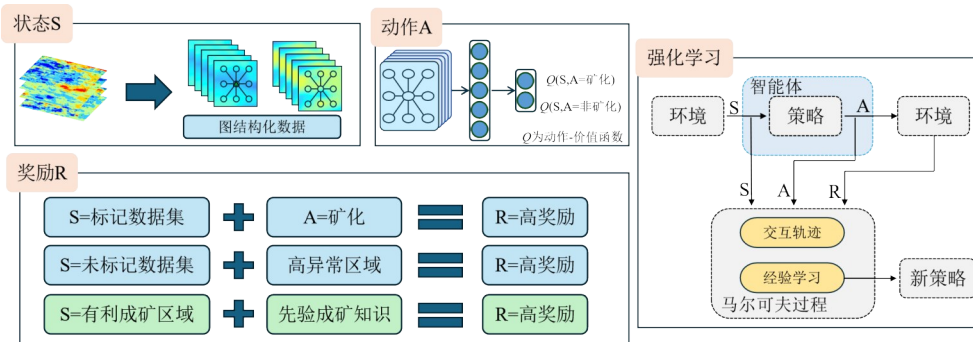 状态S
图结构化数据
动作A
Q(S,A=矿化)
Q(S,A=非矿化)
Q为动作-价值函数
奖励R
S=标记数据集
A=矿化
R=高奖励
S=未标记数据集
高异常区域
R=高奖励
S=有利成矿区域
先验成矿知识
R=高奖励
强化学习
智能体
环境
S
策略
A
环境
S
A
R
交互轨迹
经验学习
新策略
马尔可夫过程